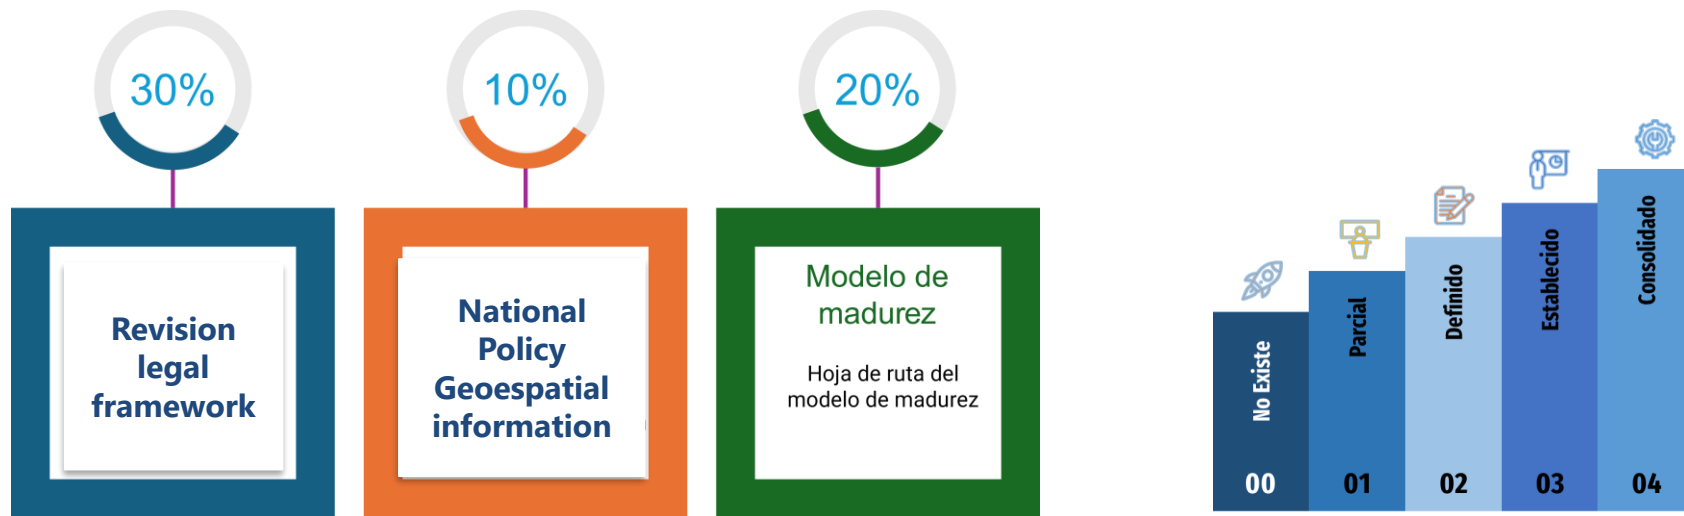 30%
10%
20%
Revision
legal
framework
National
Policy
Geoespatial
information
Modelo de
madurez
Hoja de ruta del
modelo de madurez
No Existe
Parcial
Definido
Establecido
Consolidado
00
01
02
03
04